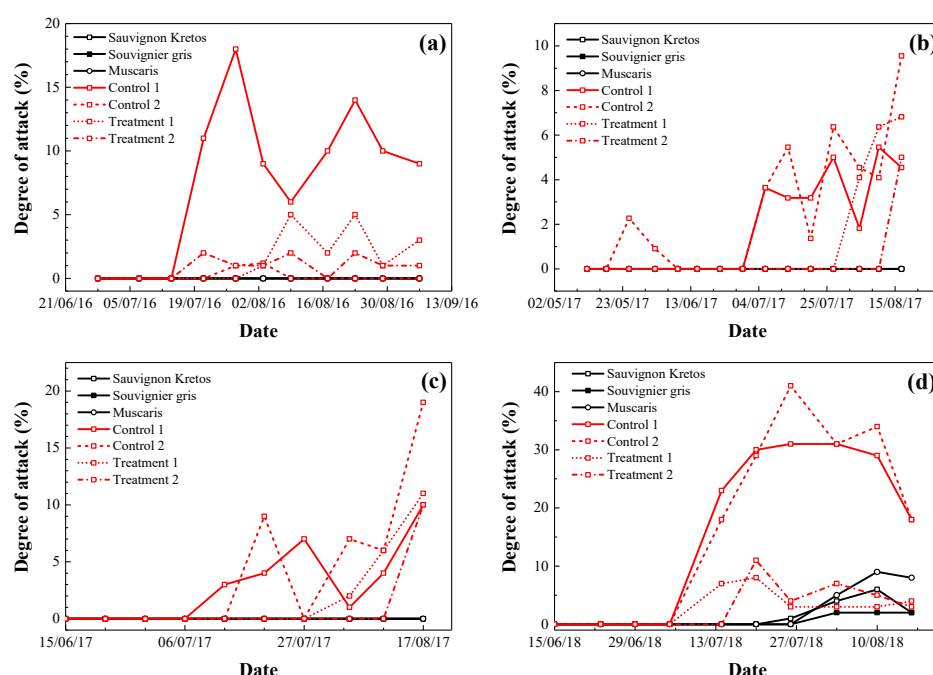 (a)
Degree of attack (%)
20
15
10
5
0
Sauvignon Kretos
Souvignier gris
Muscaris
Control 1
Control 2
Treatment 1
Treatment 2
21/06/16 05/07/16 19/07/16 02/08/16 16/08/16 30/08/16 13/09/16
Date
(b)
Degree of attack (%)
10
8
6
4
2
0
Sauvignon Kretos
Souvignier gris
Muscaris
Control 1
Control 2
Treatment 1
Treatment 2
02/05/17 23/05/17 13/06/17 04/07/17 25/07/17 15/08/17
Date
(c)
Degree of attack (%)
20
15
10
5
0
Sauvignon Kretos
Souvignier gris
Muscaris
Control 1
Control 2
Treatment 1
Treatment 2
15/06/17 06/07/17 27/07/17 17/08/17
Date
(d)
Degree of attack (%)
40
30
20
10
0
Sauvignon Kretos
Souvignier gris
Muscaris
Control 1
Control 2
Treatment 1
Treatment 2
15/06/18 29/06/18 13/07/18 27/07/18 10/08/18
Date